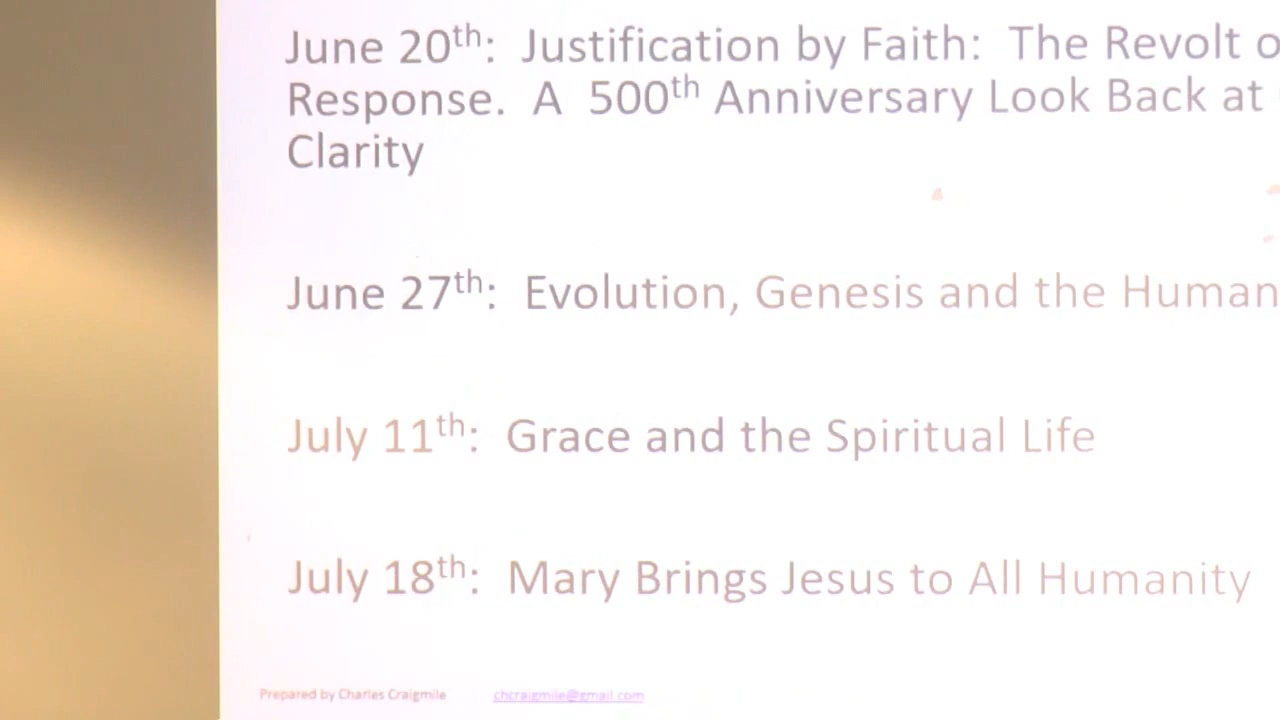 June 20th: Justification by Faith: The Revolt
Response. A 500th Anniversary Look Back at
Clarity
June 27th: Evolution, Genesis and the Human
July 11th: Grace and the Spiritual Life
July 18th: Mary Brings Jesus to All Humanity
Prepared by Charles Craigmile chcraigmile@gmail.com